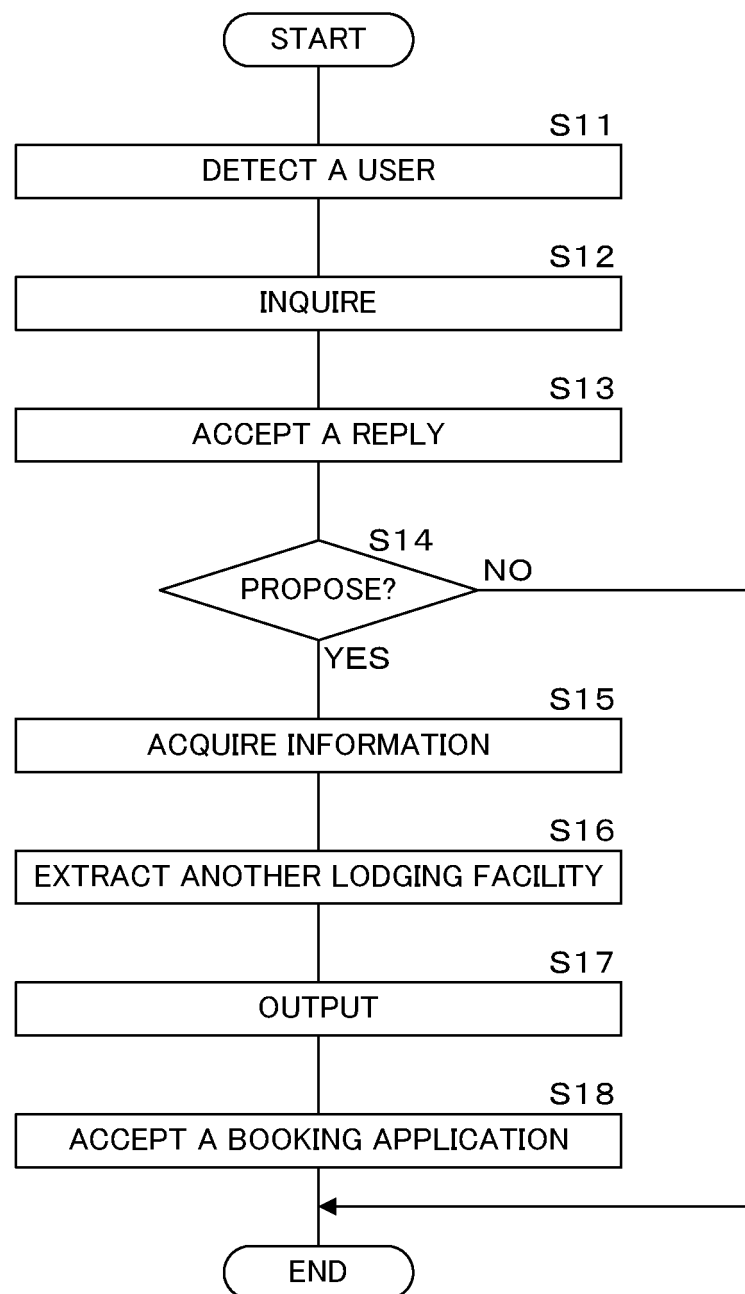 START
S11
DETECT A USER
S12
INQUIRE
S13
ACCEPT A REPLY
S14
PROPOSE?
NO
YES
S15
ACQUIRE INFORMATION
S16
EXTRACT ANOTHER LODGING FACILITY
S17
OUTPUT
S18
ACCEPT A BOOKING APPLICATION
END